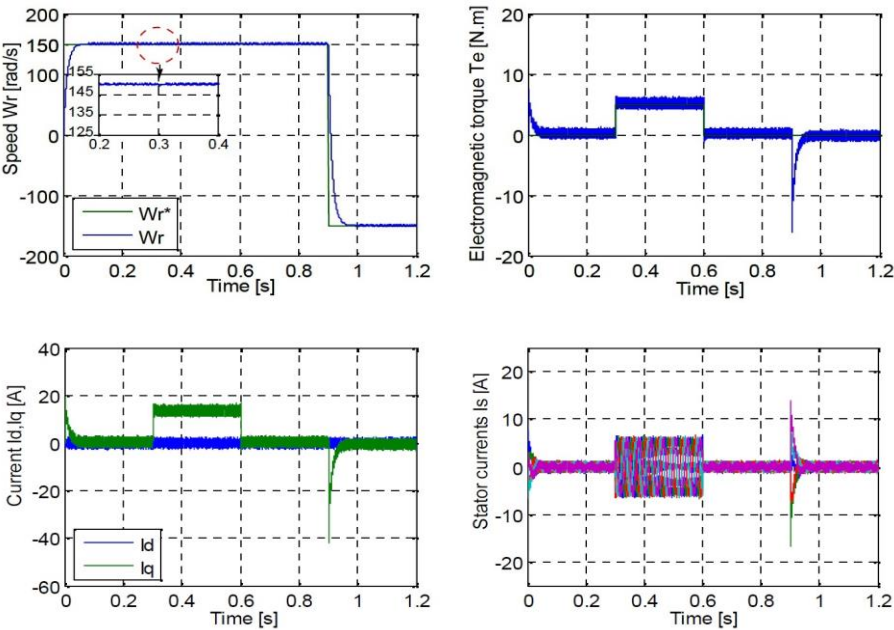 Speed Wr [rad/s]
200
150
100
0
-100
-200
155
145
135
125
0.2 0.3 0.4
Wr*
Wr
0 0.2 0.4 0.6 0.8 1 1.2
Time [s]
Electromagnetic torque Te [N.m]
20
10
0
-10
20
0 0.2 0.4 0.6 0.8 1 1.2
Time [s]
Current Id,Iq [A]
40
20
0
-20
-40
-60
Id
Iq
0 0.2 0.4 0.6 0.8 1 1.2
Time [s]
Stator currents Is [A]
20
10
0
-10
-20
0 0.2 0.4 0.6 0.8 1 1.2
Time [s]